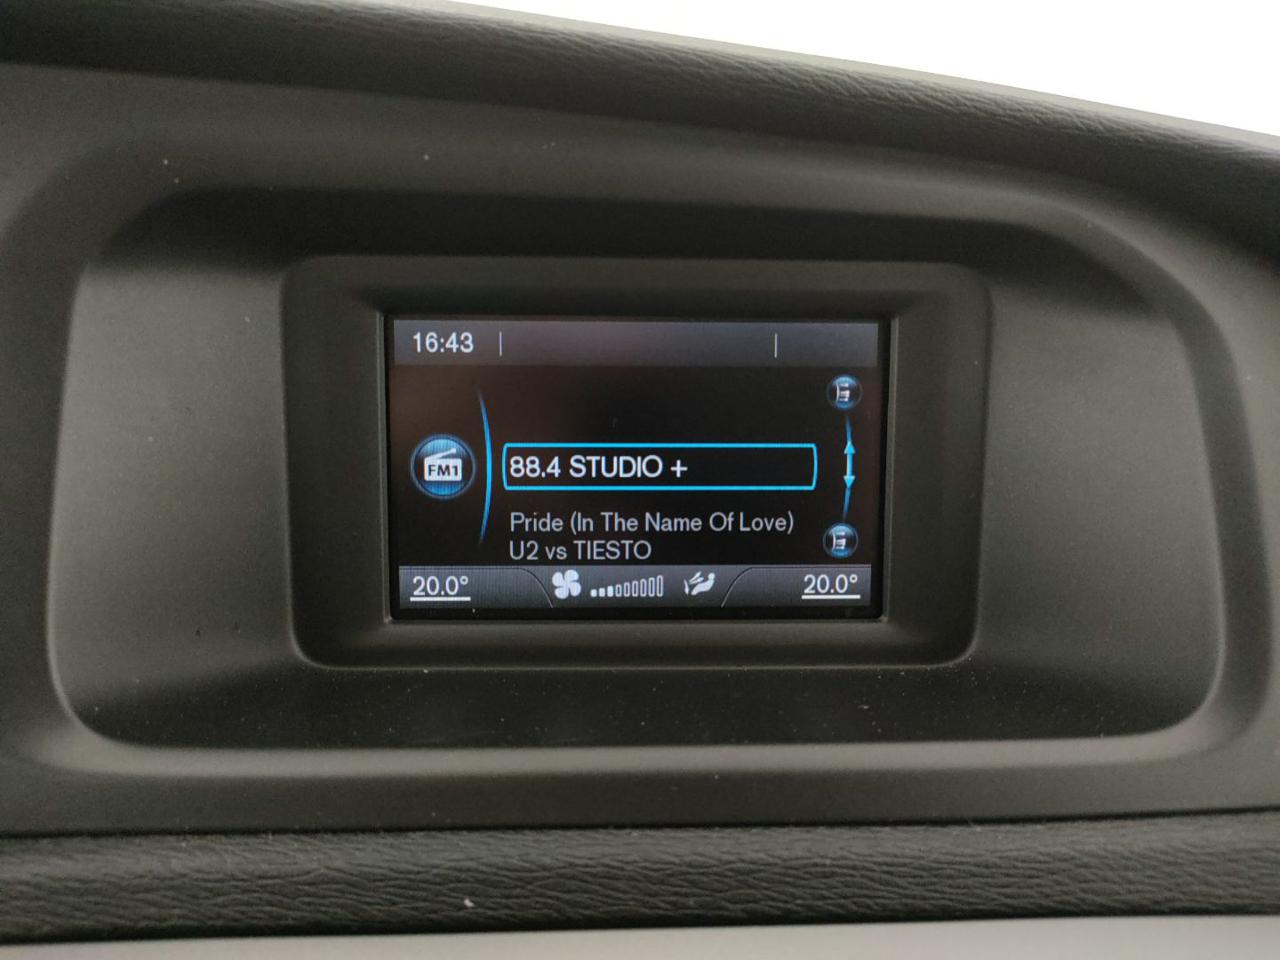 16:43
FM1
88.4 STUDIO +
Pride (In The Name Of Love)
U2 vs TIESTO
20.0°
20.0°